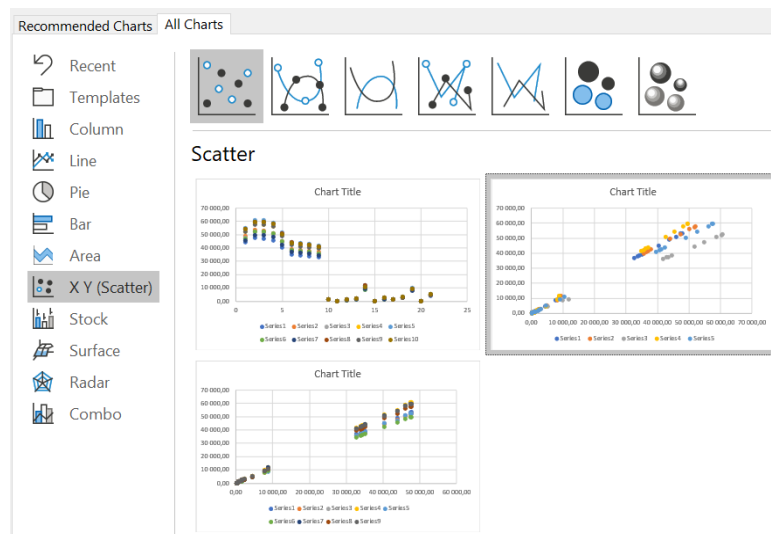 Recommended Charts All Charts
Recent
Templates
Column
Line
Pie
Bar
Area
X Y (Scatter)
Stock
Surface
Radar
Combo
Scatter
Chart Title
70 000,00
60 000,00
50 000,00
40 000,00
30 000,00
20 000,00
10 000,00
0,00
0 5 10 15 20 25
Series1 Series2 Series3 Series4 Series5
Series6 Series7 Series8 Series9 Series10
Chart Title
70 000,00
60 000,00
50 000,00
40 000,00
30 000,00
20 000,00
10 000,00
0,00
0,00 10 000,00 20 000,00 30 000,00 40 000,00 50 000,00 60 000,00 70 000,00
Series1 Series2 Series3 Series4 Series5
Chart Title
70 000,00
60 000,00
50 000,00
40 000,00
30 000,00
20 000,00
10 000,00
0,00
0,00 10 000,00 20 000,00 30 000,00 40 000,00 50 000,00 60 000,00
Series1 Series2 Series3 Series4 Series5
Series6 Series7 Series8 Series9